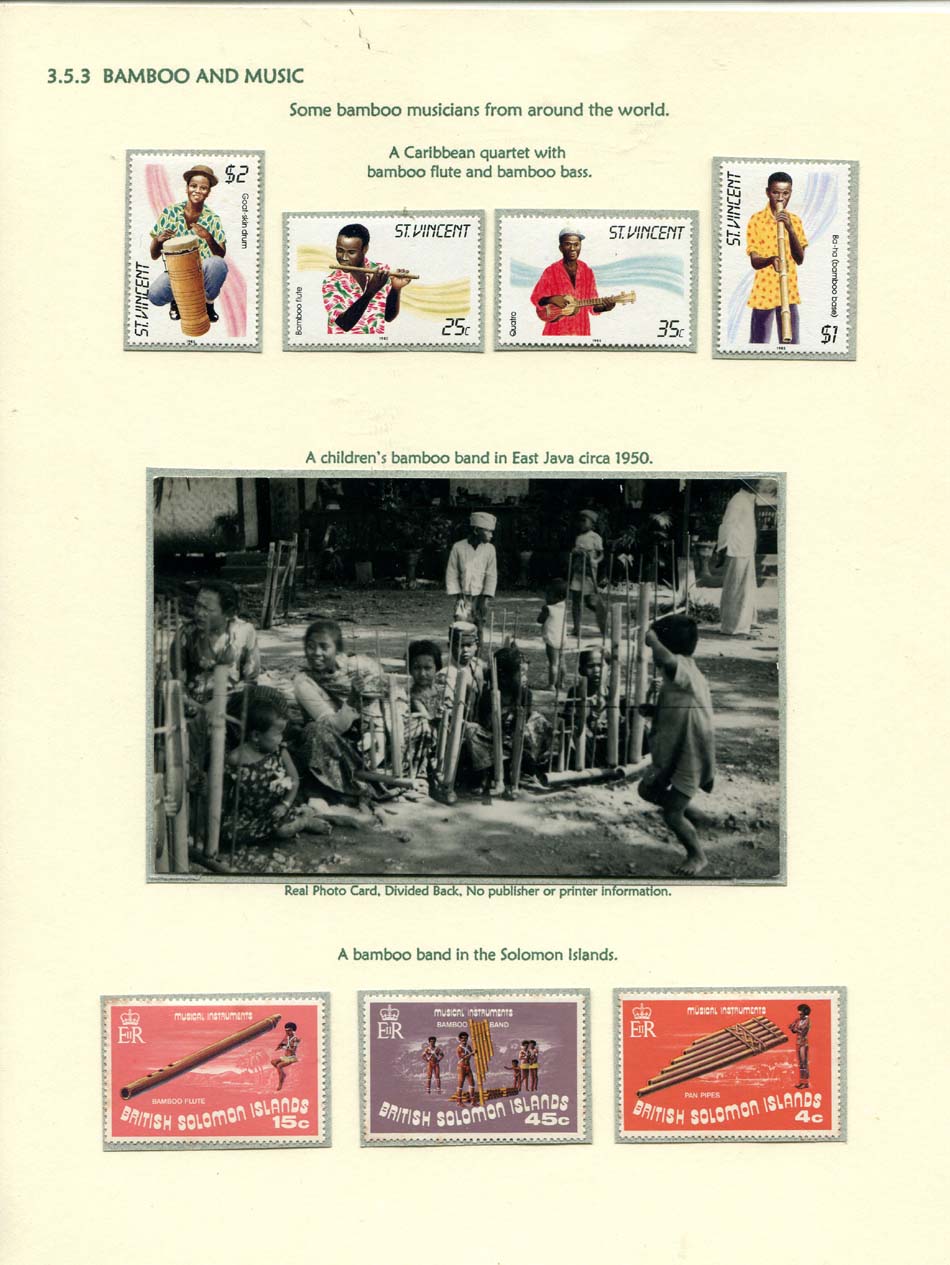 3.5.3 BAMBOO AND MUSIC
Some bamboo musicians from around the world.
A Caribbean quartet with
bamboo flute and bamboo bass.
$2
Goat-skin drum
ST. VINCENT
1985
ST. VINCENT
Bamboo flute
25c
1985
ST. VINCENT
Quatro
35c
1985
ST. VINCENT
Ba-ha (bamboo base)
$1
1985
A children's bamboo band in East Java circa 1950.
Real Photo Card, Divided Back, No publisher or printer information.
A bamboo band in the Solomon Islands.
EIIR
MUSICAL INSTRUMENTS
BAMBOO FLUTE
BRITISH SOLOMON ISLANDS
15c
EIIR
MUSICAL INSTRUMENTS
BAMBOO BAND
BRITISH SOLOMON ISLANDS
45c
EIIR
MUSICAL INSTRUMENTS
PAN PIPES
BRITISH SOLOMON ISLANDS
4c